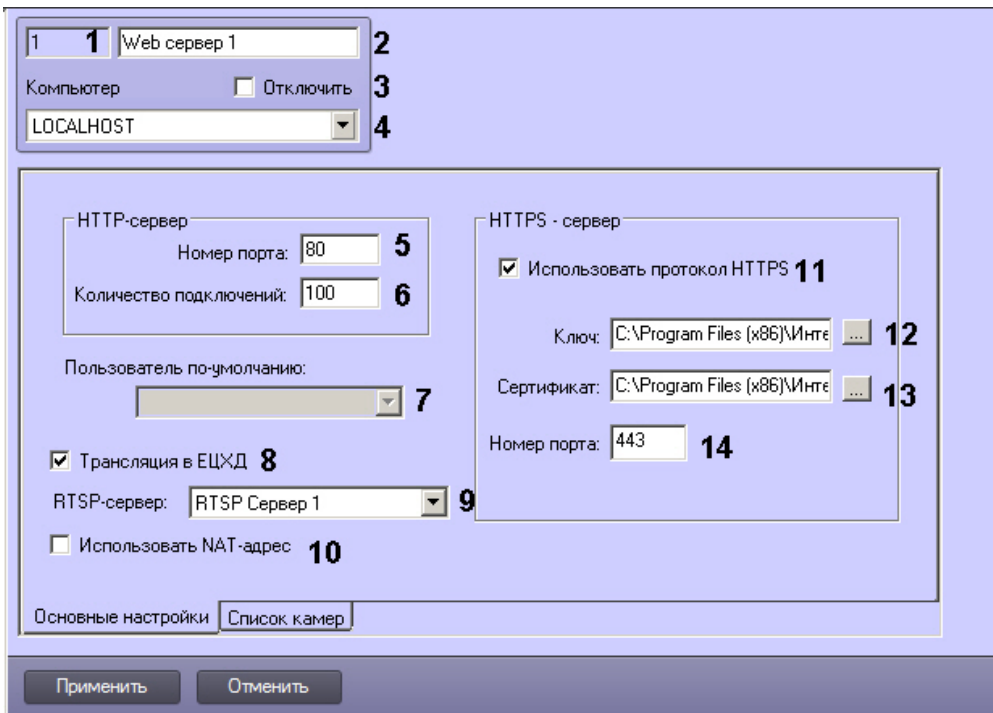 1 1 Web сервер 1 2
Компьютер Отключить 3
LOCALHOST 4
HTTP-сервер
Номер порта: 80 5
Количество подключений: 100 6
Пользователь по-умолчанию:
7
Трансляция в ЕЦХД 8
RTSP-сервер: RTSP Сервер 1 9
Использовать NAT-адрес 10
HTTPS - сервер
Использовать протокол HTTPS 11
Ключ: C:\Program Files (x86)\Инте ... 12
Сертификат: C:\Program Files (x86)\Инте ... 13
Номер порта: 443 14
Основные настройки Список камер
Применить Отменить